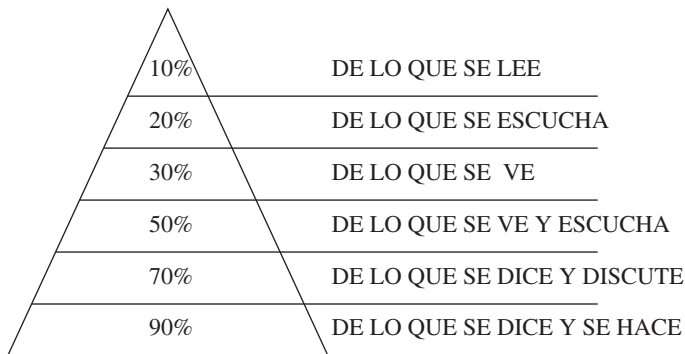 10% DE LO QUE SE LEE
20% DE LO QUE SE ESCUCHA
30% DE LO QUE SE VE
50% DE LO QUE SE VE Y ESCUCHA
70% DE LO QUE SE DICE Y DISCUTE
90% DE LO QUE SE DICE Y SE HACE